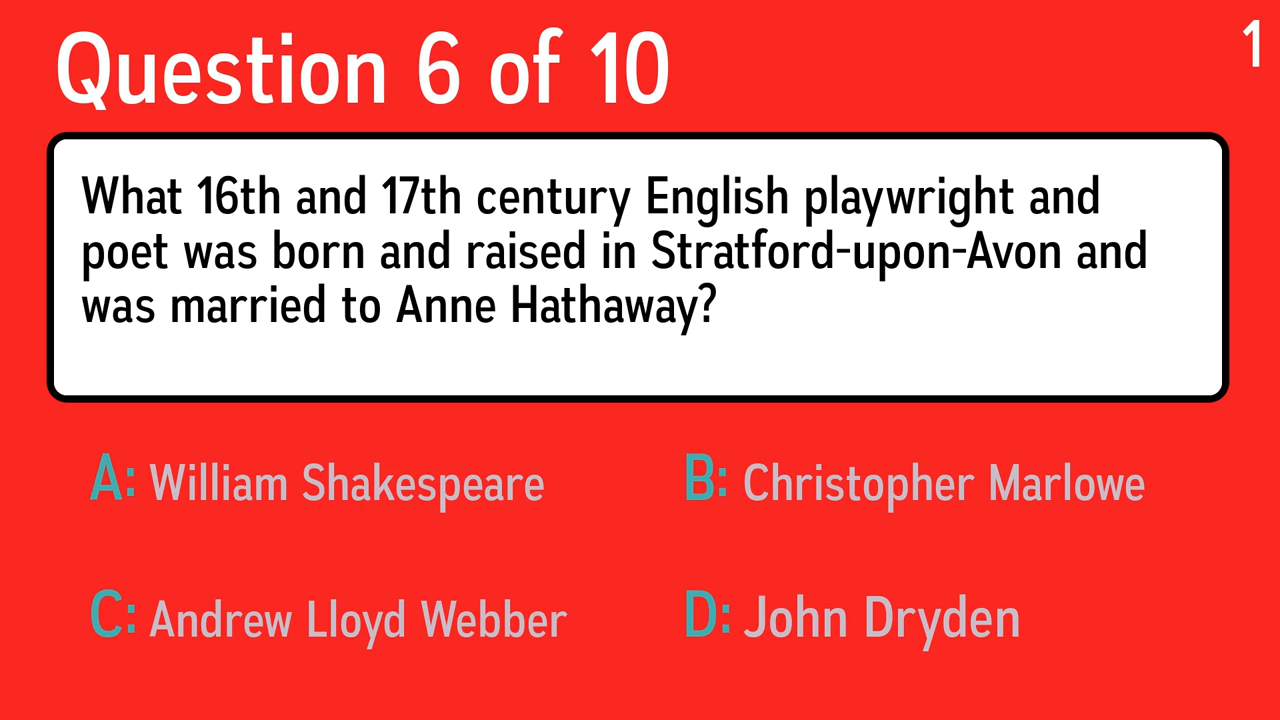 Question 6 of 10
1
What 16th and 17th century English playwright and
poet was born and raised in Stratford-upon-Avon and
was married to Anne Hathaway?
A: William Shakespeare
B: Christopher Marlowe
C: Andrew Lloyd Webber
D: John Dryden